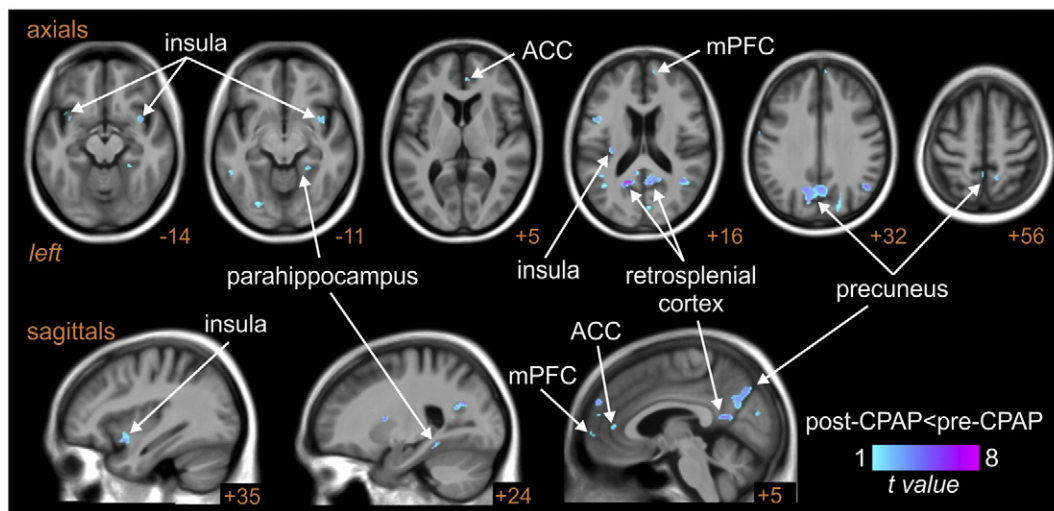 axials
insula
ACC
mPFC
left
-14
-11
+5
+16
+32
+56
parahippocampus
insula
retrosplenial
cortex
precuneus
sagittals
insula
ACC
mPFC
post-CPAP<pre-CPAP
1
8
t value
+35
+24
+5